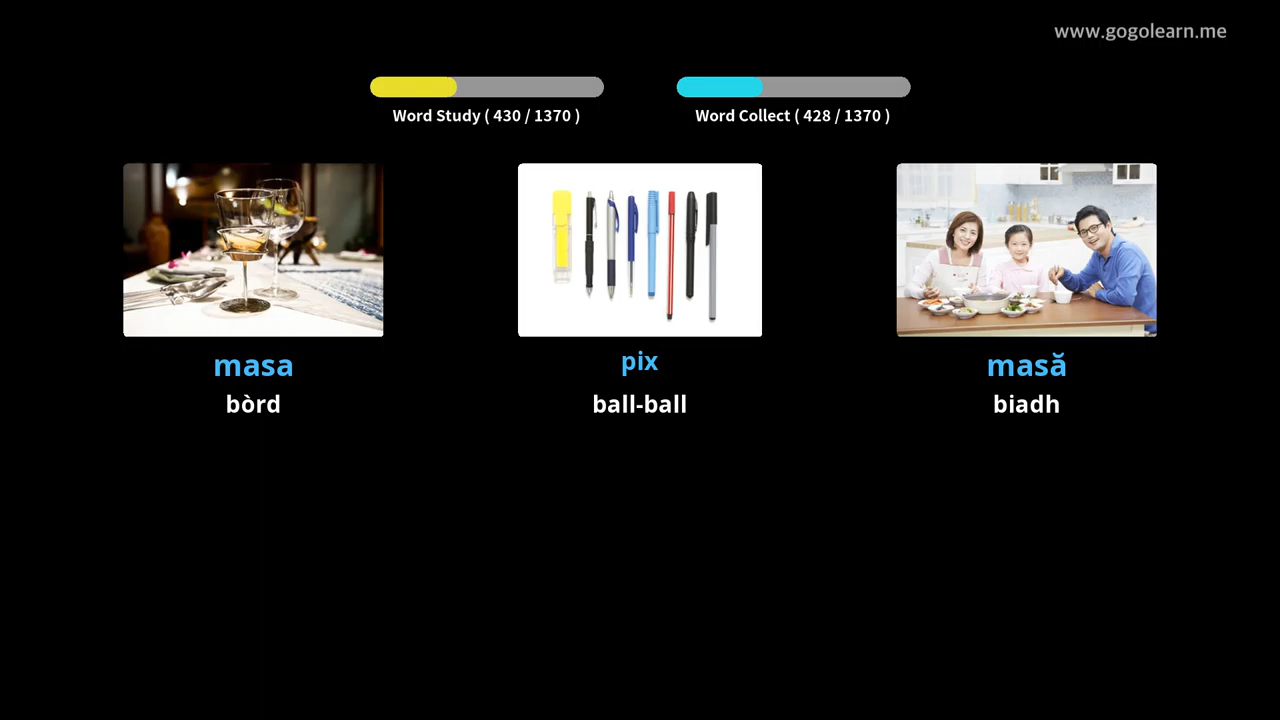 www.gogolearn.me
Word Study ( 430 / 1370 )
Word Collect ( 428 / 1370 )
masa
bòrd
pix
ball-ball
masă
biadh